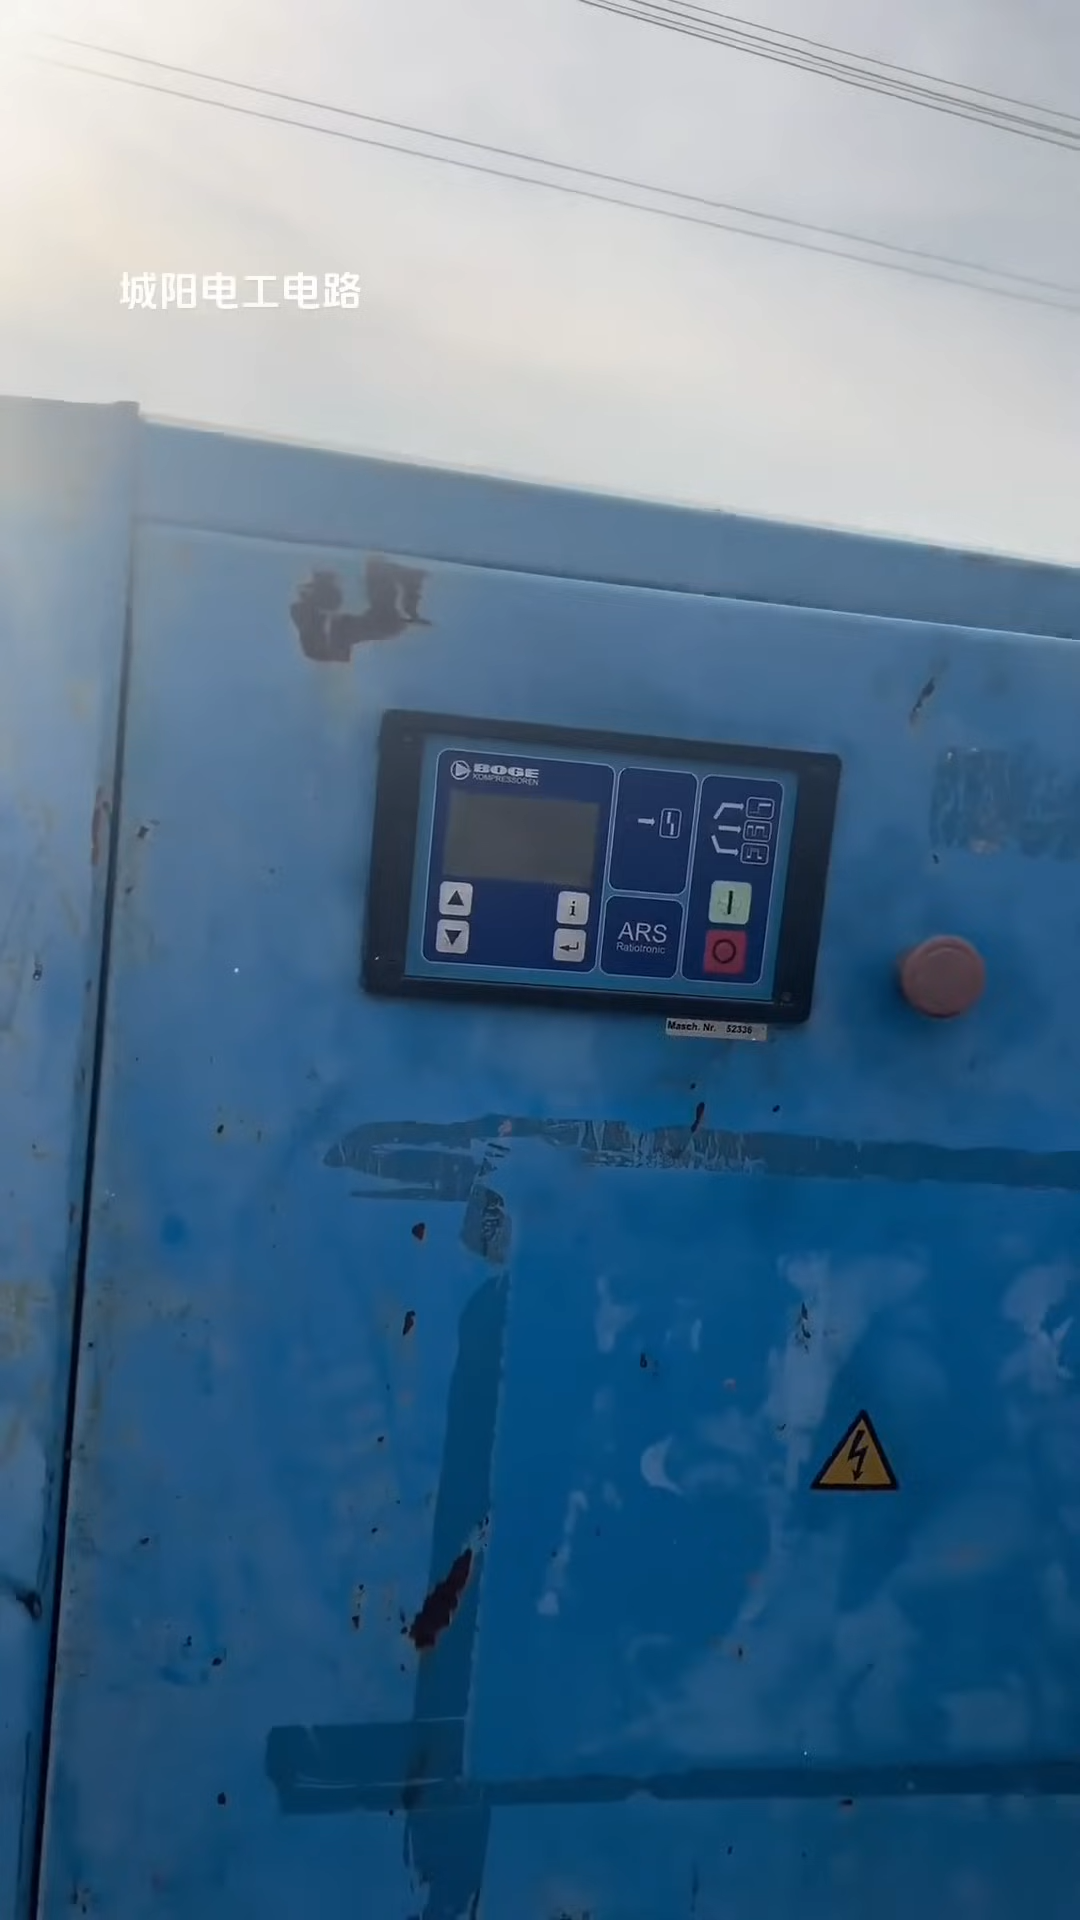 城阳电工电路
BOGE
KOMPRESSOREN
i
ARS
Ratiotronic
Masch. Nr. 52336